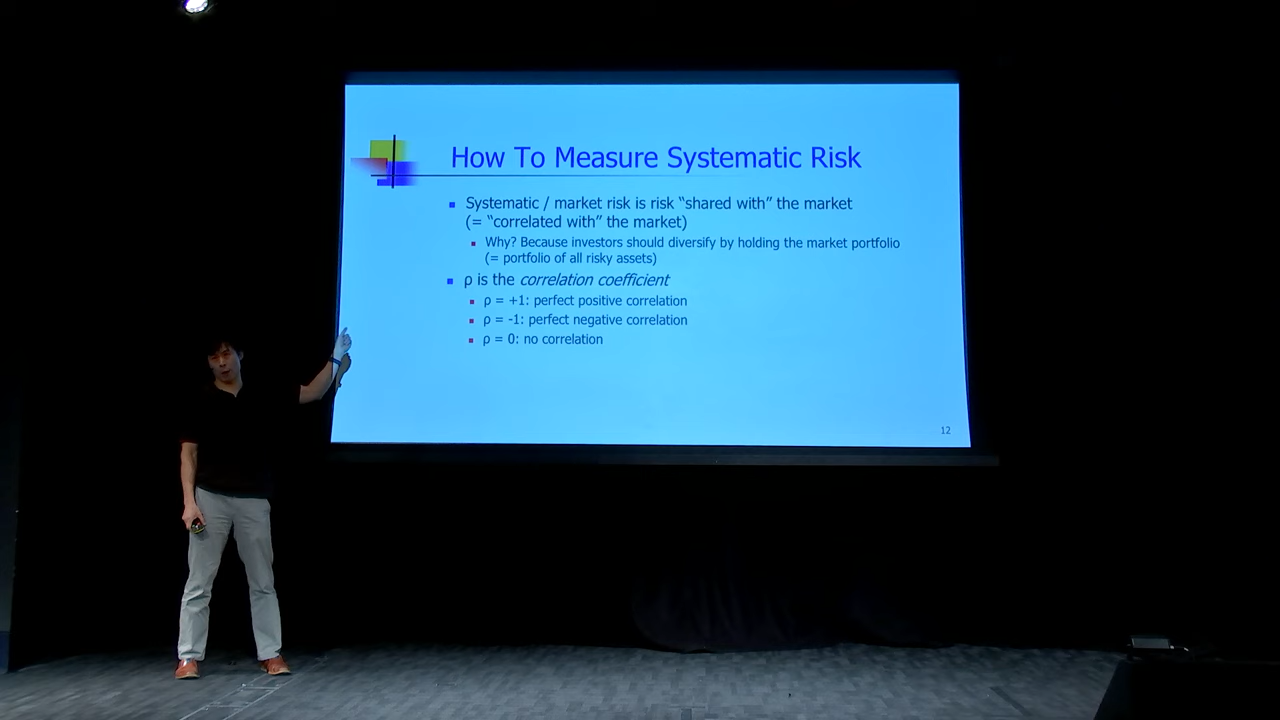 How To Measure Systematic Risk
Systematic / market risk is risk “shared with” the market
(= “correlated with” the market)
Why? Because investors should diversify by holding the market portfolio
(= portfolio of all risky assets)
ρ is the correlation coefficient
ρ = +1: perfect positive correlation
ρ = -1: perfect negative correlation
ρ = 0: no correlation
12